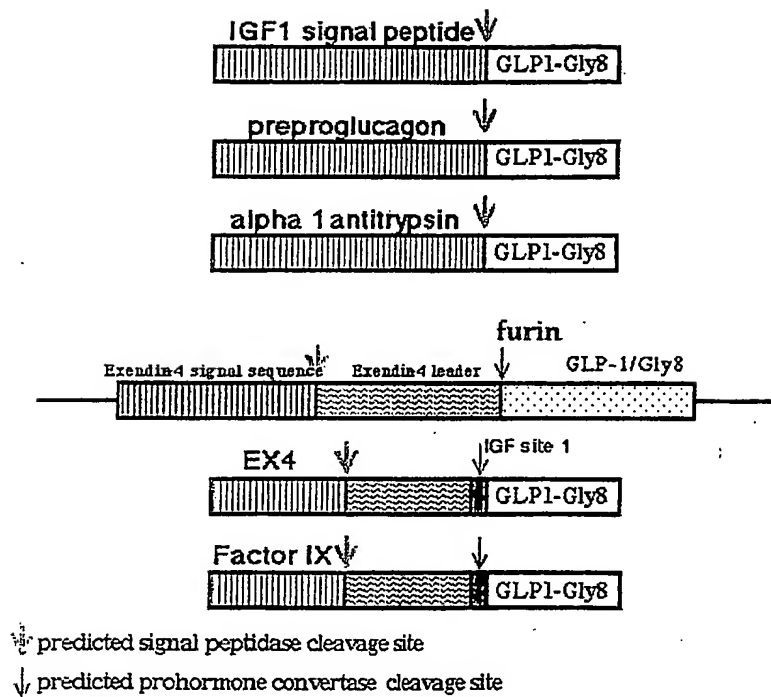 IGF1 signal peptide
GLP1-Gly8
preproglucagon
GLP1-Gly8
alpha 1 antitrypsin
GLP1-Gly8
furin
Exendin4 signal sequence
Exendin4 leader
GLP-1/Gly8
IGF site 1
EX4
GLP1-Gly8
Factor IX
GLP1-Gly8
predicted signal peptidase cleavage site
predicted prohormone convertase cleavage site